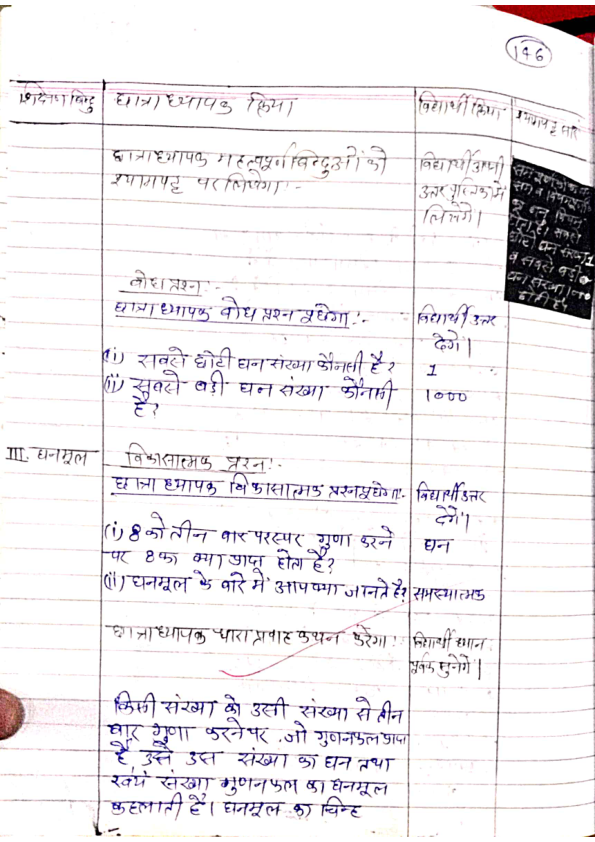 146
शिक्षण बिन्दु
छात्राध्यापक क्रिया
विद्यार्थी क्रिया
श्यामपट्ट सार
छात्राध्यापक महत्वपूर्ण बिन्दुओं को
श्यामपट्ट पर लिखेगा :-
विद्यार्थी अपनी
उत्तर पुस्तिका में
लिखेंगे।
बोध प्रश्न :-
छात्राध्यापक बोध प्रश्न पूछेगा :-
विद्यार्थी उत्तर
देंगे।
(i) सबसे छोटी घन संख्या कौनसी है?
1
(ii) सबसे बड़ी घन संख्या कौनसी
है?
1000
III. घनमूल
विकासात्मक प्रश्न :-
छात्राध्यापक विकासात्मक प्रश्न पूछेगा :-
विद्यार्थी उत्तर
देंगे।
(i) 8 को तीन बार परस्पर गुणा करने
पर 8 का क्या प्राप्त होता है?
घन
(ii) घनमूल के बारे में आप क्या जानते है?
समस्यात्मक
छात्राध्यापक धारा प्रवाह कथन करेगा :-
विद्यार्थी ध्यान
पूर्वक सुनेंगे।
किसी संख्या को उसी संख्या से तीन
बार गुणा करने पर जो गुणनफल प्राप्त
है, उसे उस संख्या का घन तथा
स्वयं संख्या गुणनफल का घनमूल
कहलाती है। घनमूल का चिन्ह